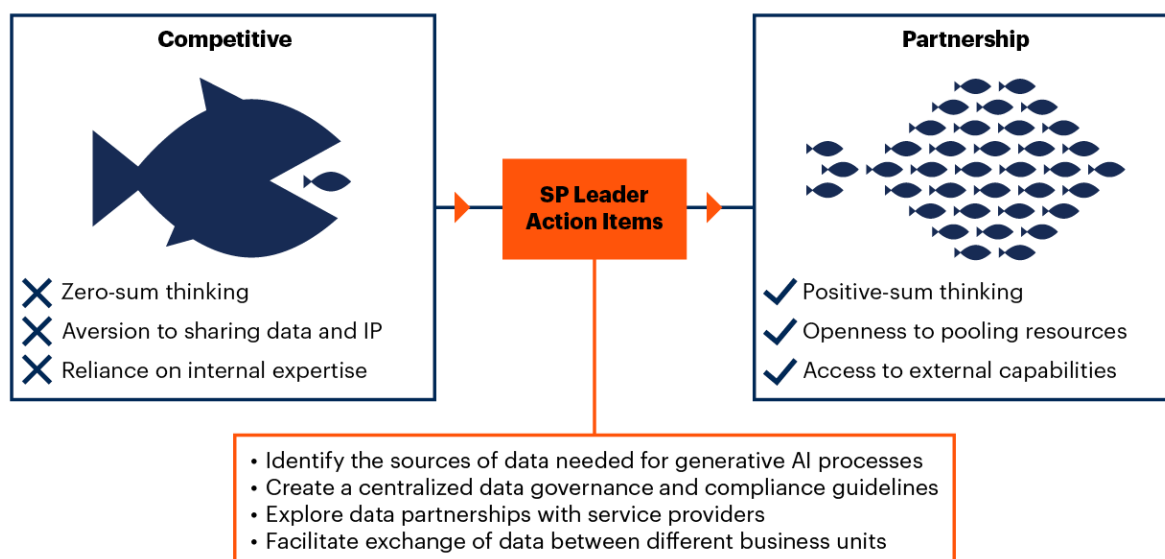 Competitive
Zero-sum thinking
Aversion to sharing data and IP
Reliance on internal expertise
SP Leader
Action Items
Partnership
Positive-sum thinking
Openness to pooling resources
Access to external capabilities
• Identify the sources of data needed for generative AI processes
• Create a centralized data governance and compliance guidelines
• Explore data partnerships with service providers
• Facilitate exchange of data between different business units